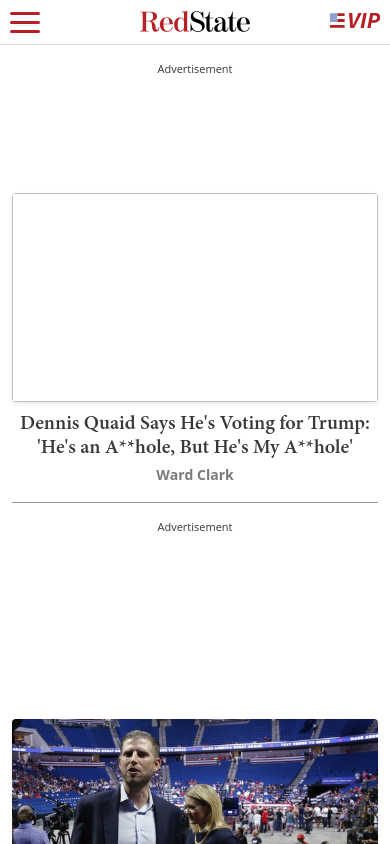 RedState
VIP
Advertisement
Dennis Quaid Says He's Voting for Trump:
'He's an A**hole, But He's My A**hole'
Ward Clark
Advertisement